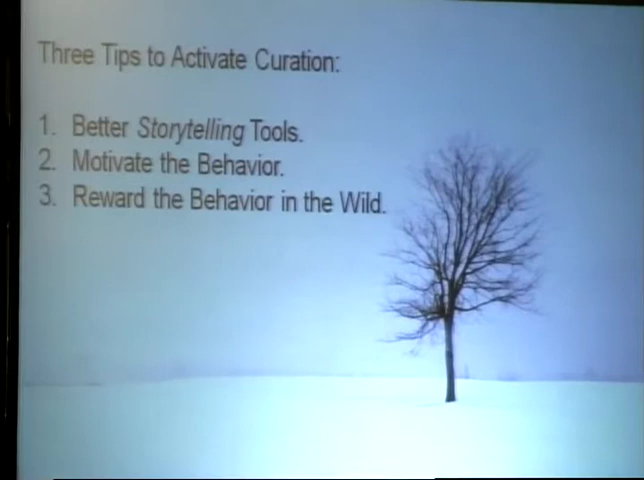 Three Tips to Activate Curation:
1. Better Storytelling Tools.
2. Motivate the Behavior.
3. Reward the Behavior in the Wild.